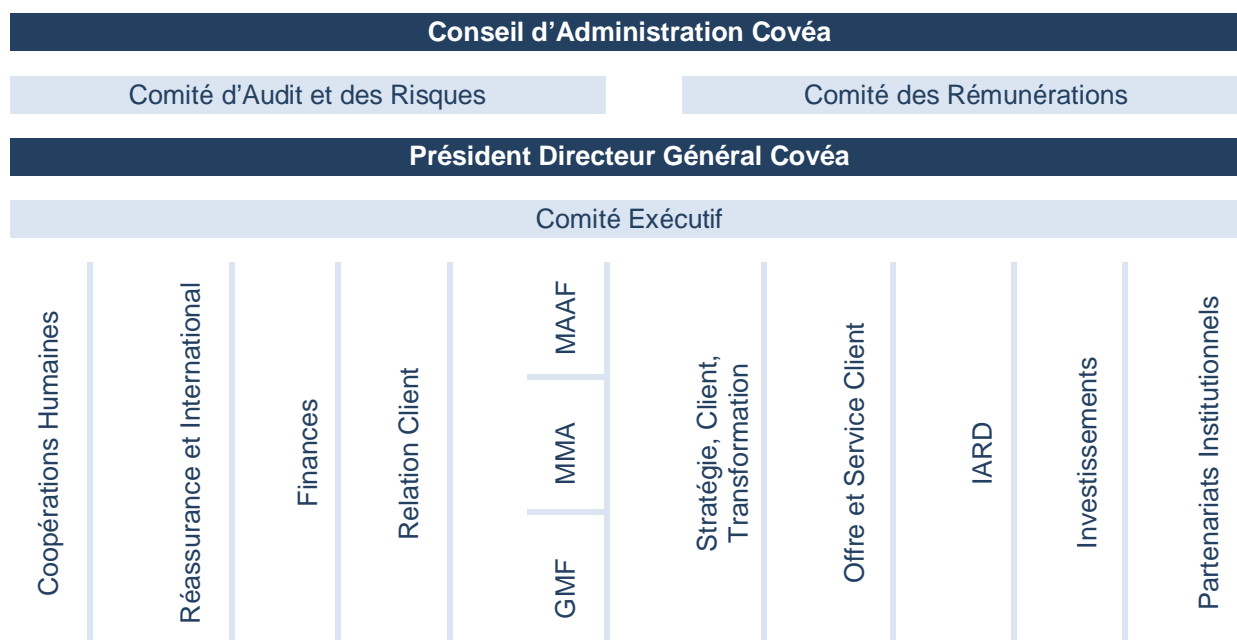 Conseil d’Administration Covéa
Comité d’Audit et des Risques
Comité des Rémunérations
Président Directeur Général Covéa
Comité Exécutif
Coopérations Humaines
Réassurance et International
Finances
Relation Client
MAAF
MMA
GMF
Stratégie, Client,
Transformation
Offre et Service Client
IARD
Investissements
Partenariats Institutionnels